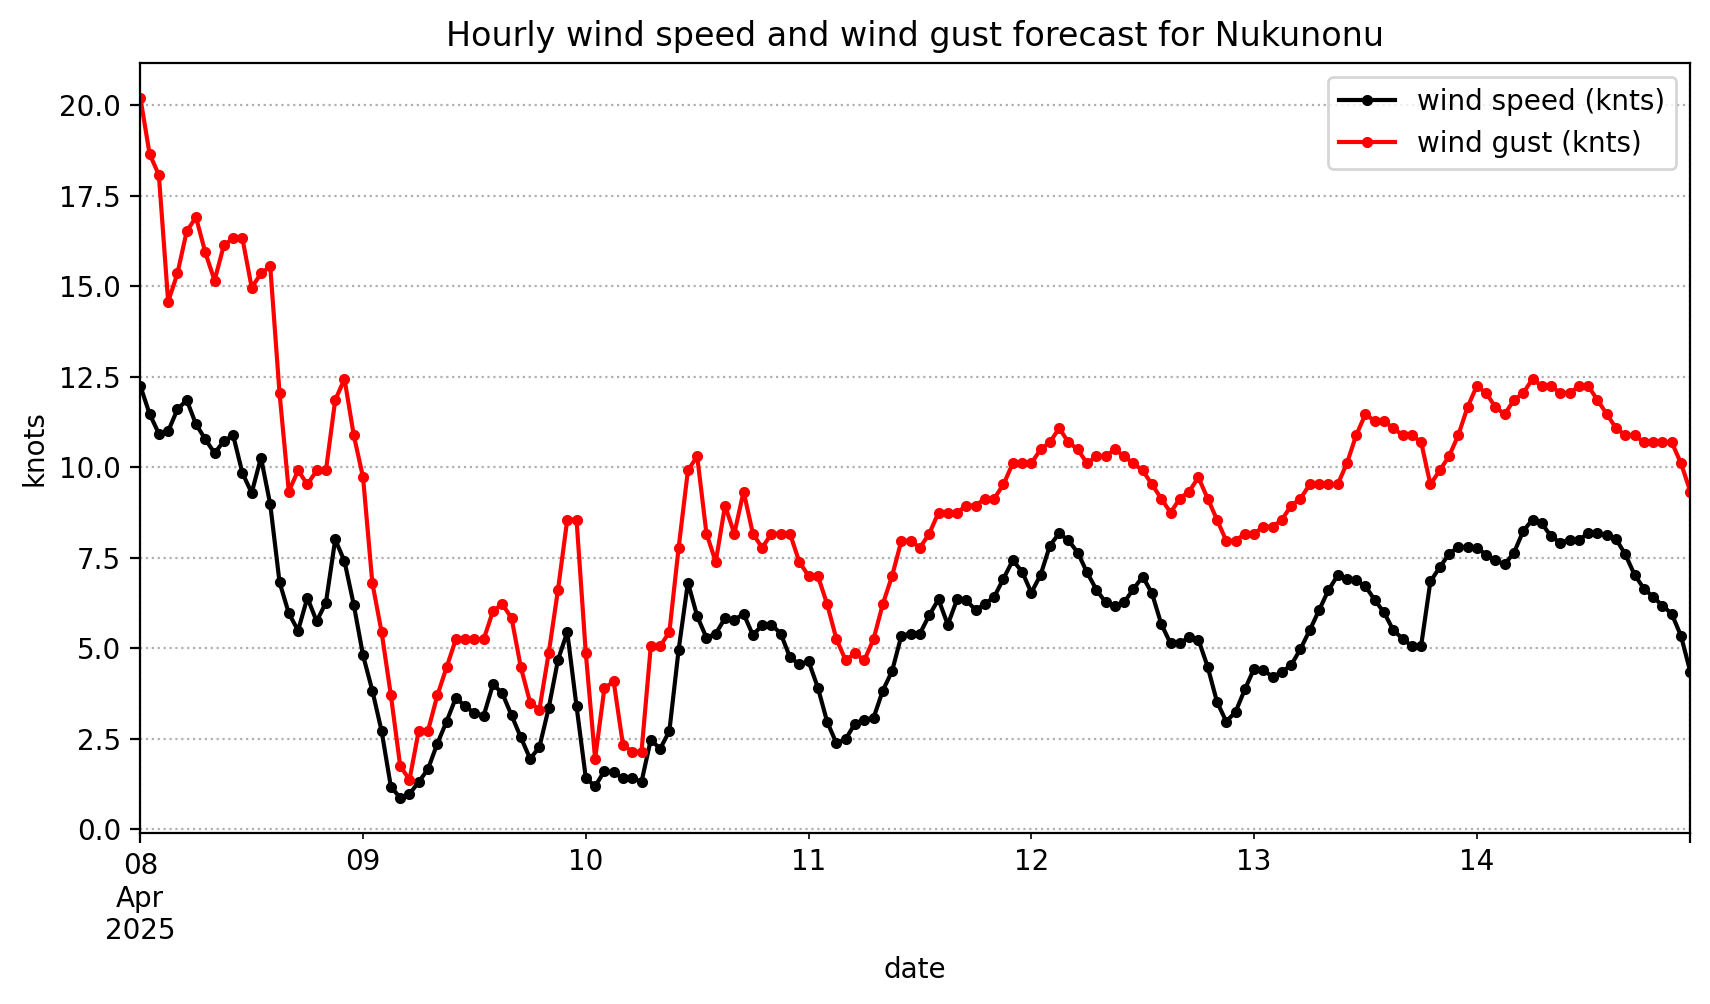 Hourly wind speed and wind gust forecast for Nukunonu
wind speed (knts)
wind gust (knts)
20.0
17.5
15.0
12.5
10.0
7.5
5.0
2.5
0.0
knots
08
Apr
2025
09
10
11
12
13
14
date